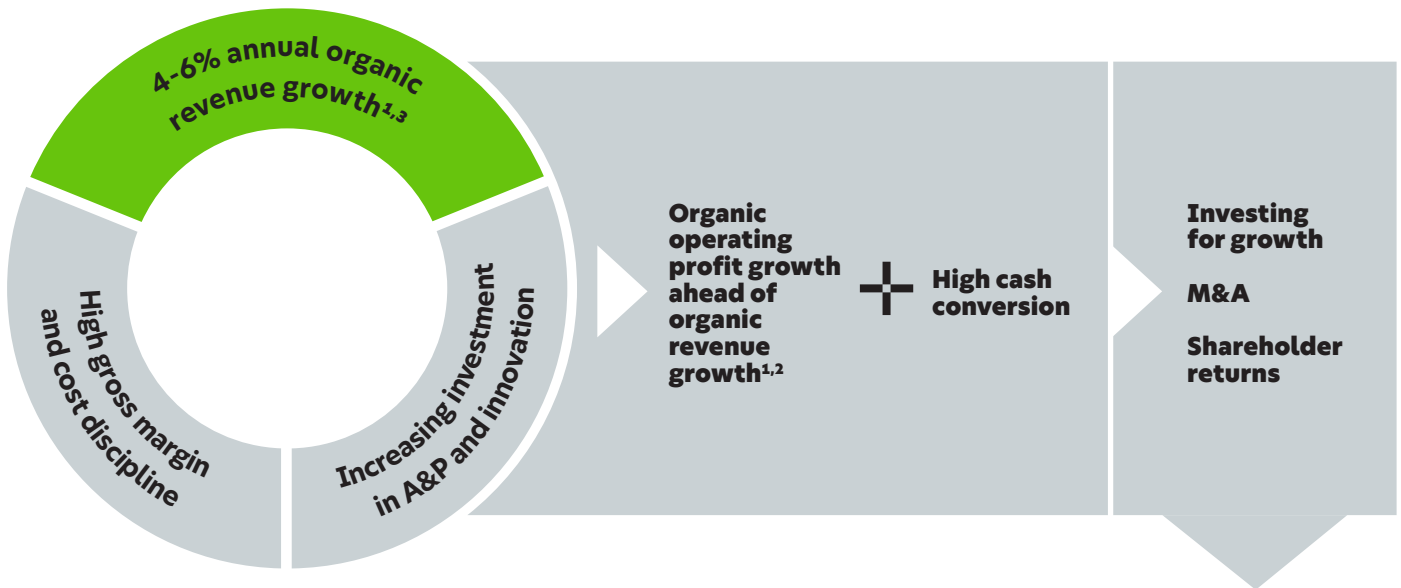 4-6% annual organic
revenue growth¹,³
High gross margin
and cost discipline
Increasing investment
in A&P and innovation
Organic
operating
profit growth
ahead of
organic
revenue
growth¹,²
High cash
conversion
Investing
for growth
M&A
Shareholder
returns